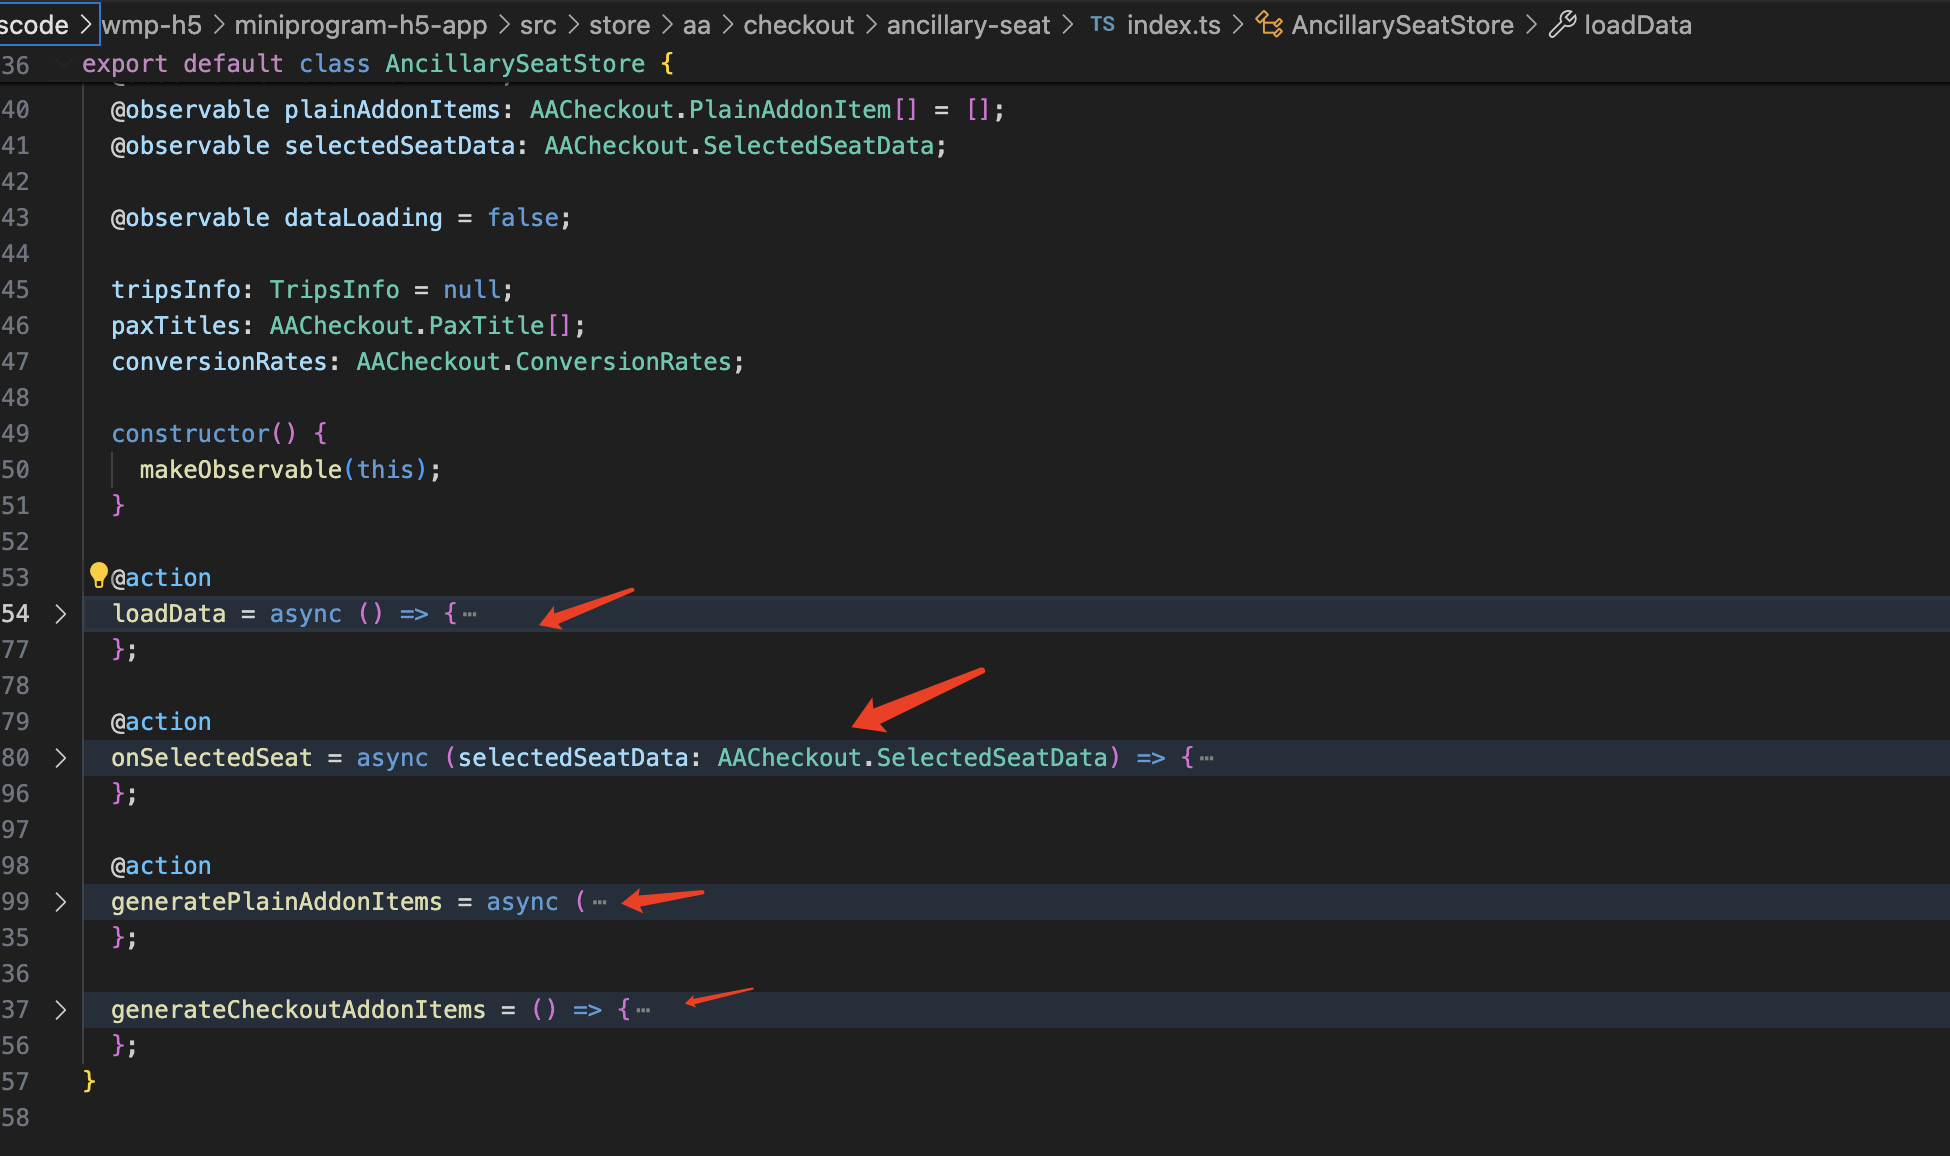 scode > wmp-h5 > miniprogram-h5-app > src > store > aa > checkout > ancillary-seat > TS index.ts > AncillarySeatStore > loadData
36 export default class AncillarySeatStore {
40 @observable plainAddonItems: AACheckout.PlainAddonItem[] = [];
41 @observable selectedSeatData: AACheckout.SelectedSeatData;
42
43 @observable dataLoading = false;
44
45 tripsInfo: TripsInfo = null;
46 paxTitles: AACheckout.PaxTitle[];
47 conversionRates: AACheckout.ConversionRates;
48
49 constructor() {
50 makeObservable(this);
51 }
52
53 @action
54 > loadData = async () => {⋯
77 };
78
79 @action
80 > onSelectedSeat = async (selectedSeatData: AACheckout.SelectedSeatData) => {⋯
96 };
97
98 @action
99 > generatePlainAddonItems = async (⋯
35 };
36
37 > generateCheckoutAddonItems = () => {⋯
56 };
57 }
58